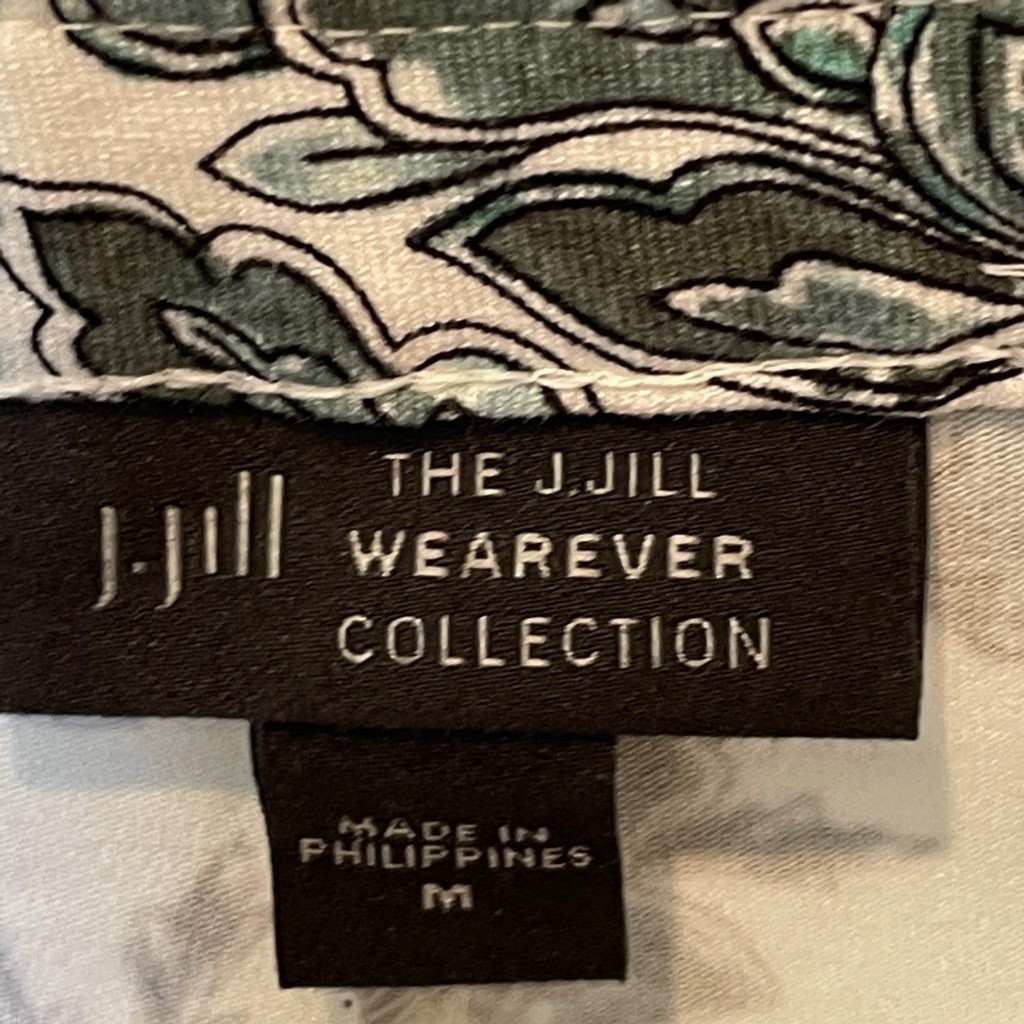 J.Jill
THE J.JILL
WEAREVER
COLLECTION
MADE IN
PHILIPPINES
M